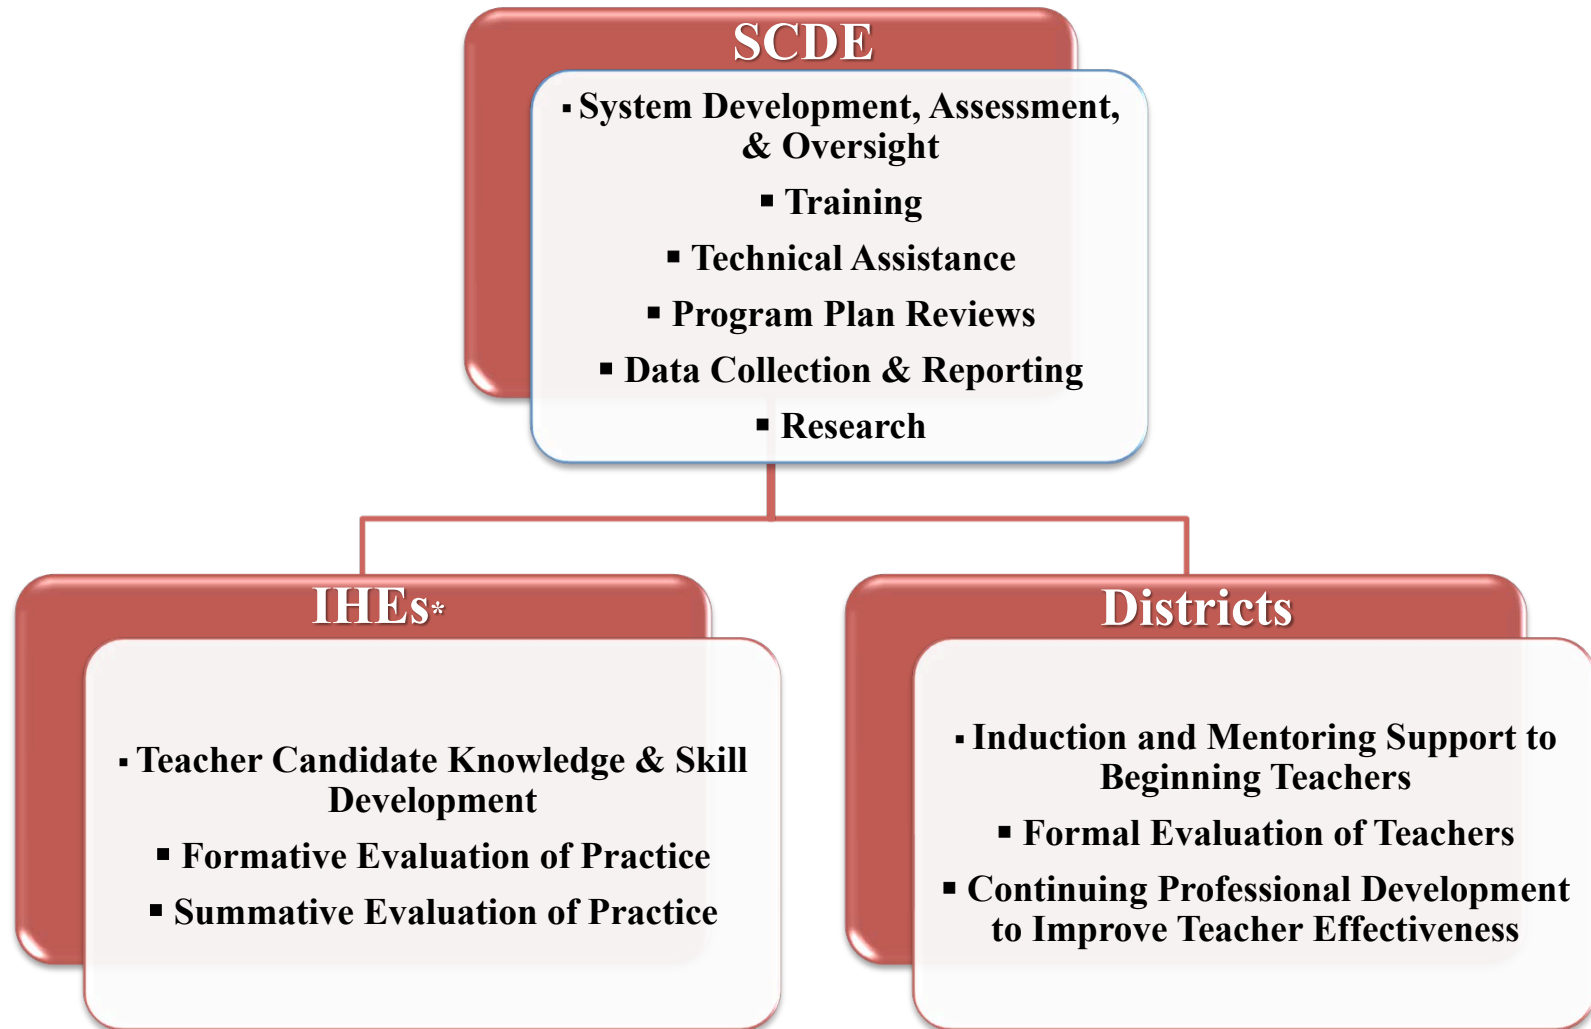 SCDE
▪ System Development, Assessment,
& Oversight
▪ Training
▪ Technical Assistance
▪ Program Plan Reviews
▪ Data Collection & Reporting
▪ Research
IHEs*
▪ Teacher Candidate Knowledge & Skill
Development
▪ Formative Evaluation of Practice
▪ Summative Evaluation of Practice
Districts
▪ Induction and Mentoring Support to
Beginning Teachers
▪ Formal Evaluation of Teachers
▪ Continuing Professional Development
to Improve Teacher Effectiveness